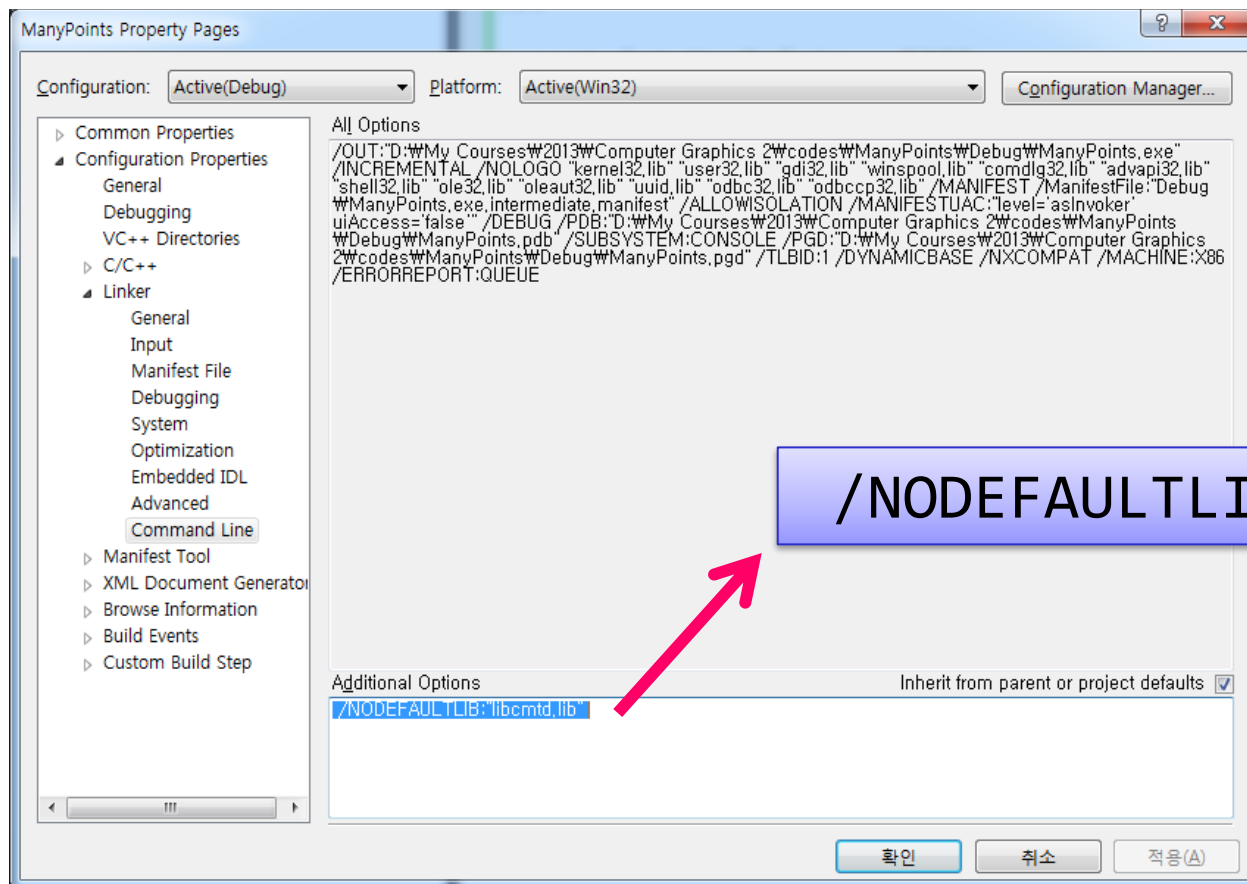 ManyPoints Property Pages
Configuration: Active(Debug) Platform: Active(Win32) Configuration Manager...
Common Properties
Configuration Properties
General
Debugging
VC++ Directories
C/C++
Linker
General
Input
Manifest File
Debugging
System
Optimization
Embedded IDL
Advanced
Command Line
Manifest Tool
XML Document Generator
Browse Information
Build Events
Custom Build Step
All Options
/OUT:"D:₩My Courses₩2013₩Computer Graphics 2₩codes₩ManyPoints₩Debug₩ManyPoints.exe"
/INCREMENTAL /NOLOGO "kernel32.lib" "user32.lib" "gdi32.lib" "winspool.lib" "comdlg32.lib" "advapi32.lib"
"shell32.lib" "ole32.lib" "oleaut32.lib" "uuid.lib" "odbc32.lib" "odbccp32.lib" /MANIFEST /ManifestFile:"Debug
₩ManyPoints.exe.intermediate.manifest" /ALLOWISOLATION /MANIFESTUAC:"level='asInvoker'
uiAccess='false'" /DEBUG /PDB:"D:₩My Courses₩2013₩Computer Graphics 2₩codes₩ManyPoints
₩Debug₩ManyPoints.pdb" /SUBSYSTEM:CONSOLE /PGD:"D:₩My Courses₩2013₩Computer Graphics
2₩codes₩ManyPoints₩Debug₩ManyPoints.pgd" /TLBID:1 /DYNAMICBASE /NXCOMPAT /MACHINE:X86
/ERRORREPORT:QUEUE
/NODEFAULTLI
Additional Options Inherit from parent or project defaults
/NODEFAULTLIB:"libcmtd.lib"
확인 취소 적용(A)